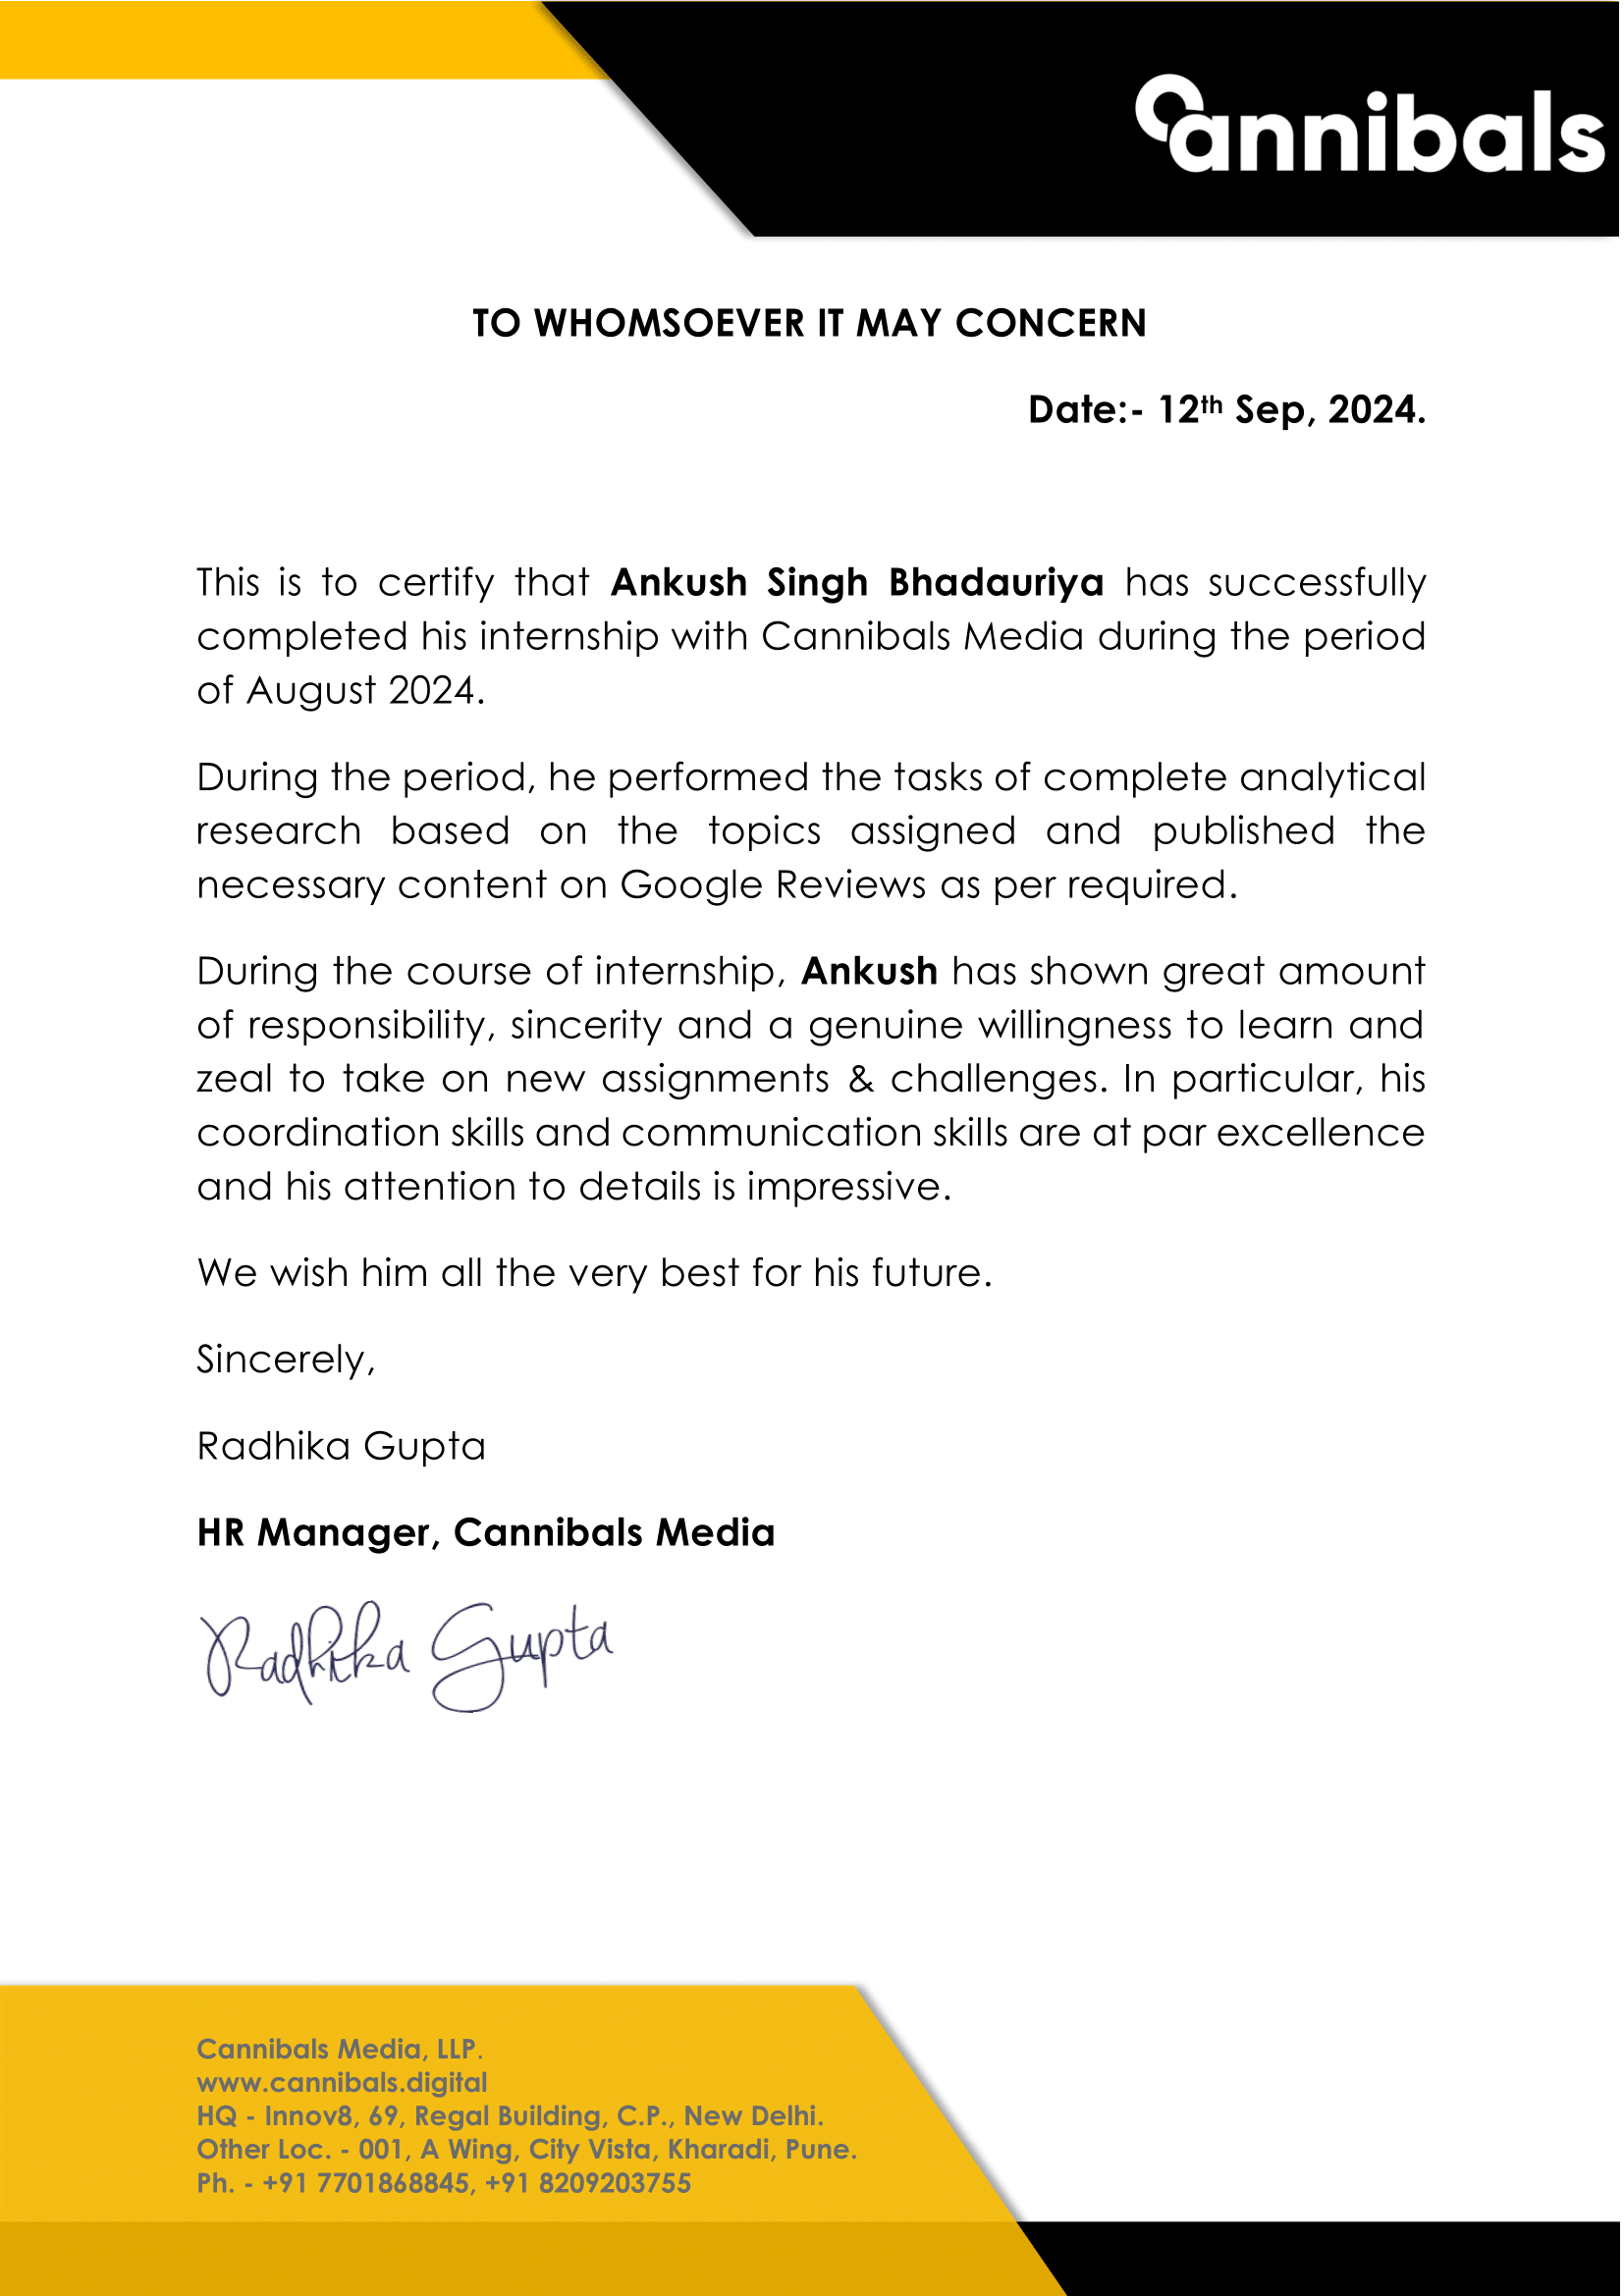 Cannibals
TO WHOMSOEVER IT MAY CONCERN
Date:- 12th Sep, 2024.
This is to certify that Ankush Singh Bhadauriya has successfully
completed his internship with Cannibals Media during the period
of August 2024.
During the period, he performed the tasks of complete analytical
research based on the topics assigned and published the
necessary content on Google Reviews as per required.
During the course of internship, Ankush has shown great amount
of responsibility, sincerity and a genuine willingness to learn and
zeal to take on new assignments & challenges. In particular, his
coordination skills and communication skills are at par excellence
and his attention to details is impressive.
We wish him all the very best for his future.
Sincerely,
Radhika Gupta
HR Manager, Cannibals Media
Radhika Gupta
Cannibals Media, LLP.
www.cannibals.digital
HQ - Innov8, 69, Regal Building, C.P., New Delhi.
Other Loc. - 001, A Wing, City Vista, Kharadi, Pune.
Ph. - +91 7701868845, +91 8209203755